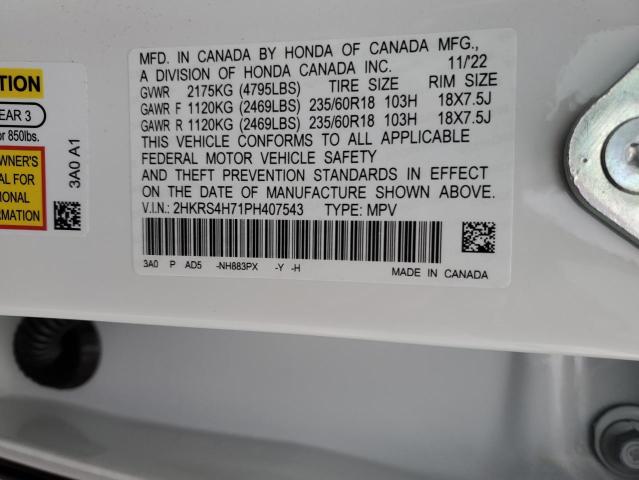 MFD. IN CANADA BY HONDA OF CANADA MFG.,
A DIVISION OF HONDA CANADA INC. 11/22
GVWR 2175KG (4795LBS) TIRE SIZE RIM SIZE
GAWR F 1120KG (2469LBS) 235/60R18 103H 18X7.5J
GAWR R 1120KG (2469LBS) 235/60R18 103H 18X7.5J
THIS VEHICLE CONFORMS TO ALL APPLICABLE
FEDERAL MOTOR VEHICLE SAFETY
AND THEFT PREVENTION STANDARDS IN EFFECT
ON THE DATE OF MANUFACTURE SHOWN ABOVE.
V.I.N.: 2HKRS4H71PH407543 TYPE: MPV
3A0 P AD5 -NH883PX -Y -H
MADE IN CANADA
TION
EAR 3
or 850lbs.
WNER'S
AL FOR
IONAL
MATION
3A0 A1